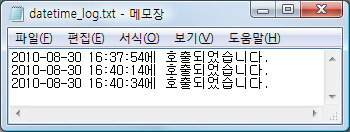 datetime_log.txt - 메모장
파일(F) 편집(E) 서식(O) 보기(V) 도움말(H)
2010-08-30 16:37:54에 호출되었습니다.
2010-08-30 16:40:14에 호출되었습니다.
2010-08-30 16:40:34에 호출되었습니다.